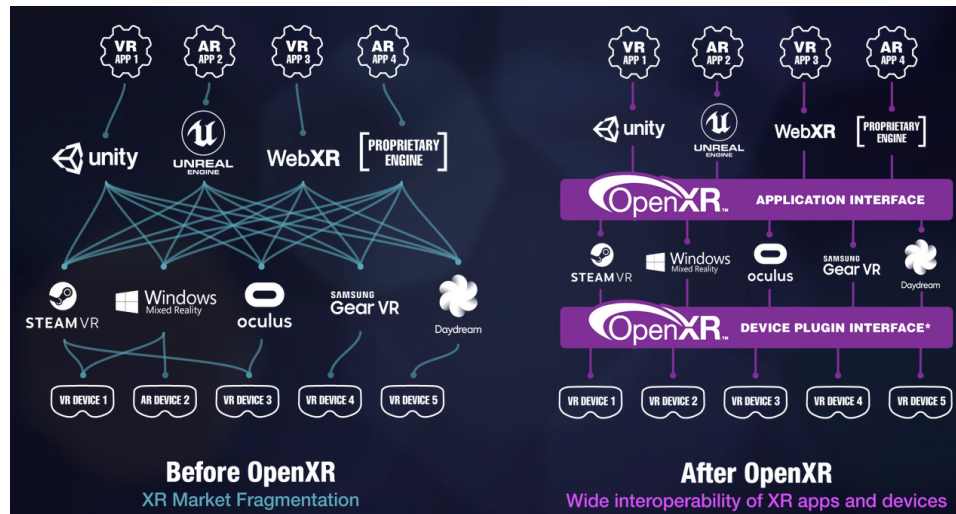 VR
APP 1
AR
APP 2
VR
APP 3
AR
APP 4
unity
UNREAL
ENGINE
WebXR
PROPRIETARY
ENGINE
STEAMVR
Windows
Mixed Reality
oculus
SAMSUNG
Gear VR
Daydream
VR DEVICE 1
AR DEVICE 2
VR DEVICE 3
VR DEVICE 4
VR DEVICE 5
Before OpenXR
XR Market Fragmentation
VR
APP 1
AR
APP 2
VR
APP 3
AR
APP 4
unity
UNREAL
ENGINE
WebXR
PROPRIETARY
ENGINE
OpenXR™ APPLICATION INTERFACE
STEAMVR
Windows
Mixed Reality
oculus
SAMSUNG
Gear VR
Daydream
OpenXR™ DEVICE PLUGIN INTERFACE*
VR DEVICE 1
VR DEVICE 2
VR DEVICE 3
VR DEVICE 4
VR DEVICE 5
After OpenXR
Wide interoperability of XR apps and devices